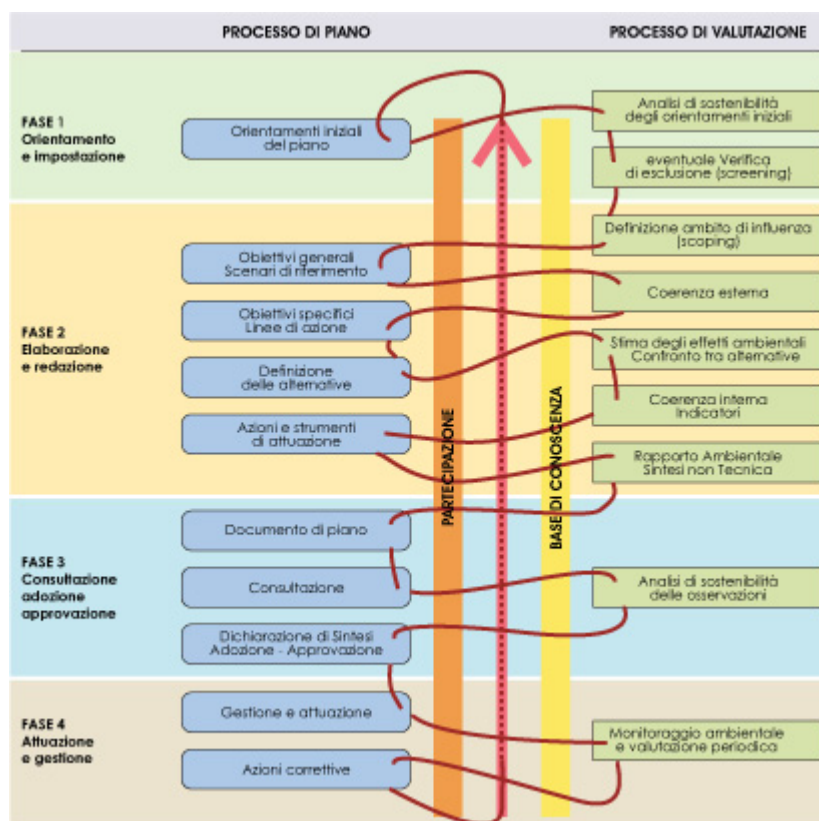 PROCESSO DI PIANO
PROCESSO DI VALUTAZIONE
FASE 1
Orientamento
e impostazione
Orientamenti iniziali
del piano
Analisi di sostenibilità
degli orientamenti iniziali
eventuale Verifica
di esclusione (screening)
FASE 2
Elaborazione
e redazione
Obiettivi generali
Scenari di riferimento
Obiettivi specifici
Linee di azione
Definizione
delle alternative
Azioni e strumenti
di attuazione
Definizione ambito di influenza
(scoping)
Coerenza esterna
Stima degli effetti ambientali
Confronto tra alternative
Coerenza interna
Indicatori
Rapporto Ambientale
Sintesi non Tecnica
PARTECIPAZIONE
BASE DI CONOSCENZA
FASE 3
Consultazione
adozione
approvazione
Documento di piano
Consultazione
Dichiarazione di Sintesi
Adozione - Approvazione
Analisi di sostenibilità
delle osservazioni
FASE 4
Attuazione
e gestione
Gestione e attuazione
Azioni correttive
Monitoraggio ambientale
e valutazione periodica